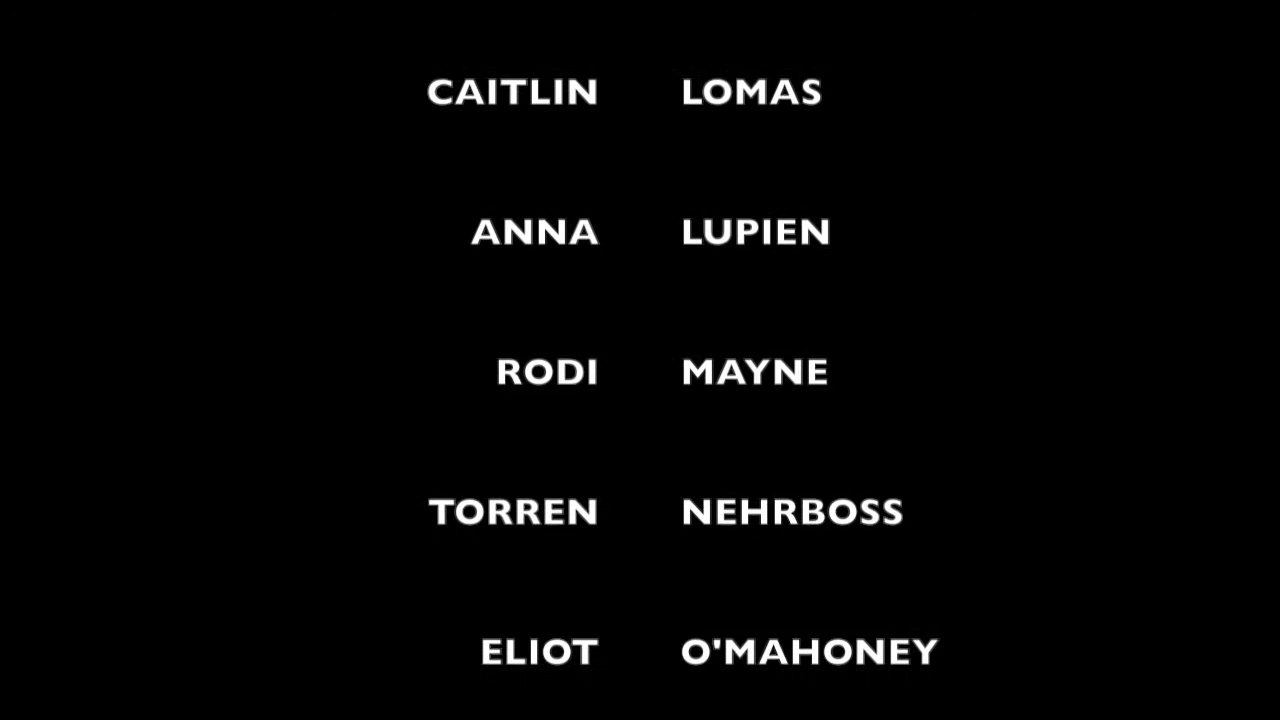 CAITLIN LOMAS
ANNA LUPIEN
RODI MAYNE
TORREN NEHRBOSS
ELIOT O'MAHONEY